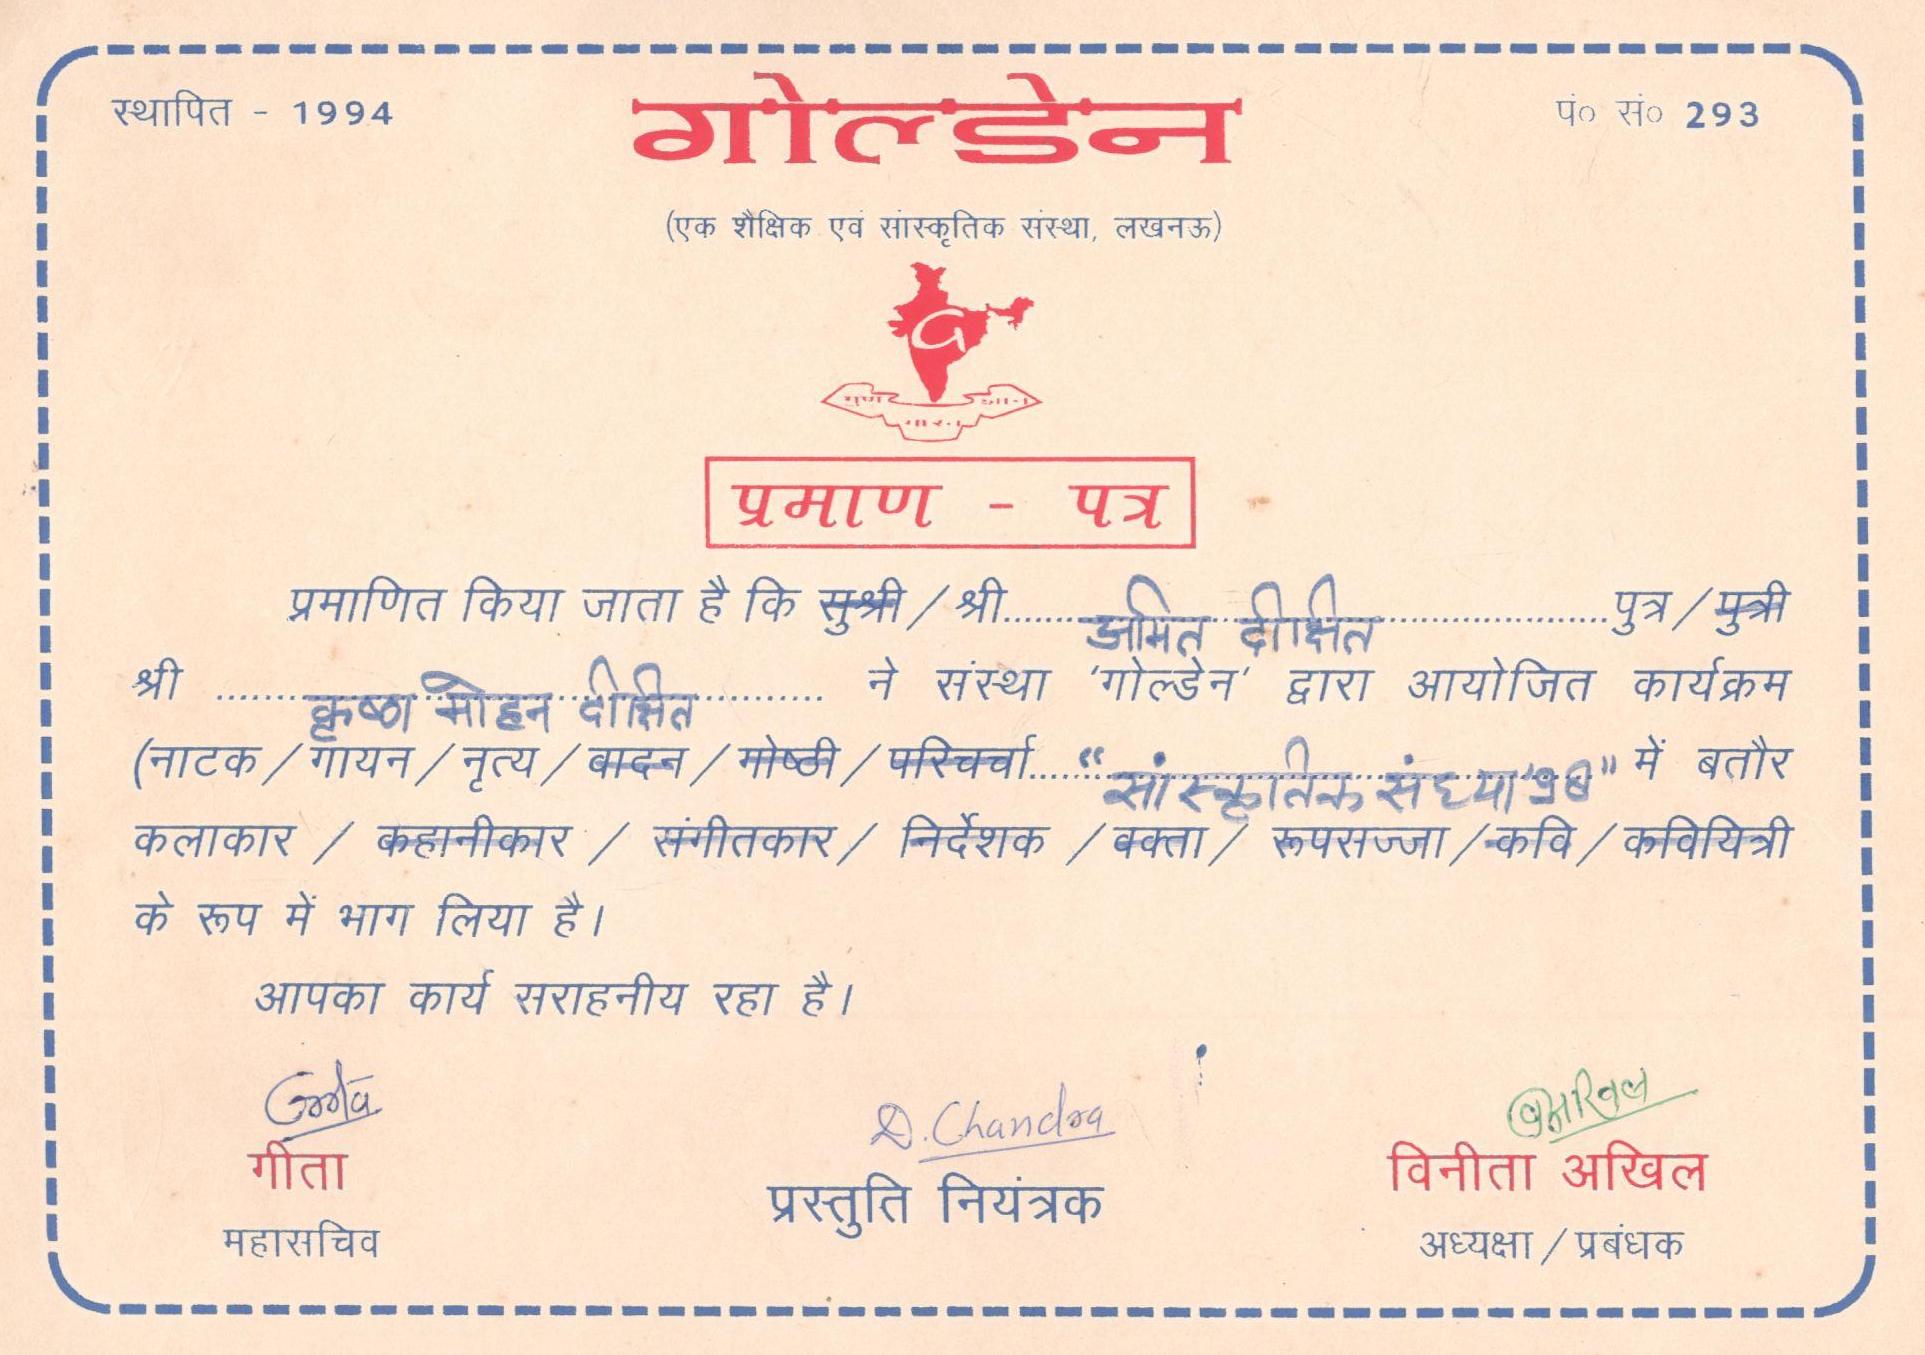 स्थापित - 1994
गोल्डेन
पं० सं० 293
(एक शैक्षिक एवं सांस्कृतिक संस्था, लखनऊ)
G
प्रमाण - पत्र
प्रमाणित किया जाता है कि सुश्री / श्री अमित दीक्षित पुत्र / पुत्री
श्री कृष्ण मोहन दीक्षित ने संस्था 'गोल्डेन' द्वारा आयोजित कार्यक्रम
(नाटक / गायन / नृत्य / वादन / गोष्ठी / परिचर्चा "सांस्कृतिक संध्या'98" में बतौर
कलाकार / कहानीकार / संगीतकार / निर्देशक / वक्ता / रूपसज्जा / कवि / कवियित्री
के रूप में भाग लिया है।
आपका कार्य सराहनीय रहा है।
Geeta
D. Chandra
गीता
प्रस्तुति नियंत्रक
विनीता अखिल
महासचिव
अध्यक्षा / प्रबंधक